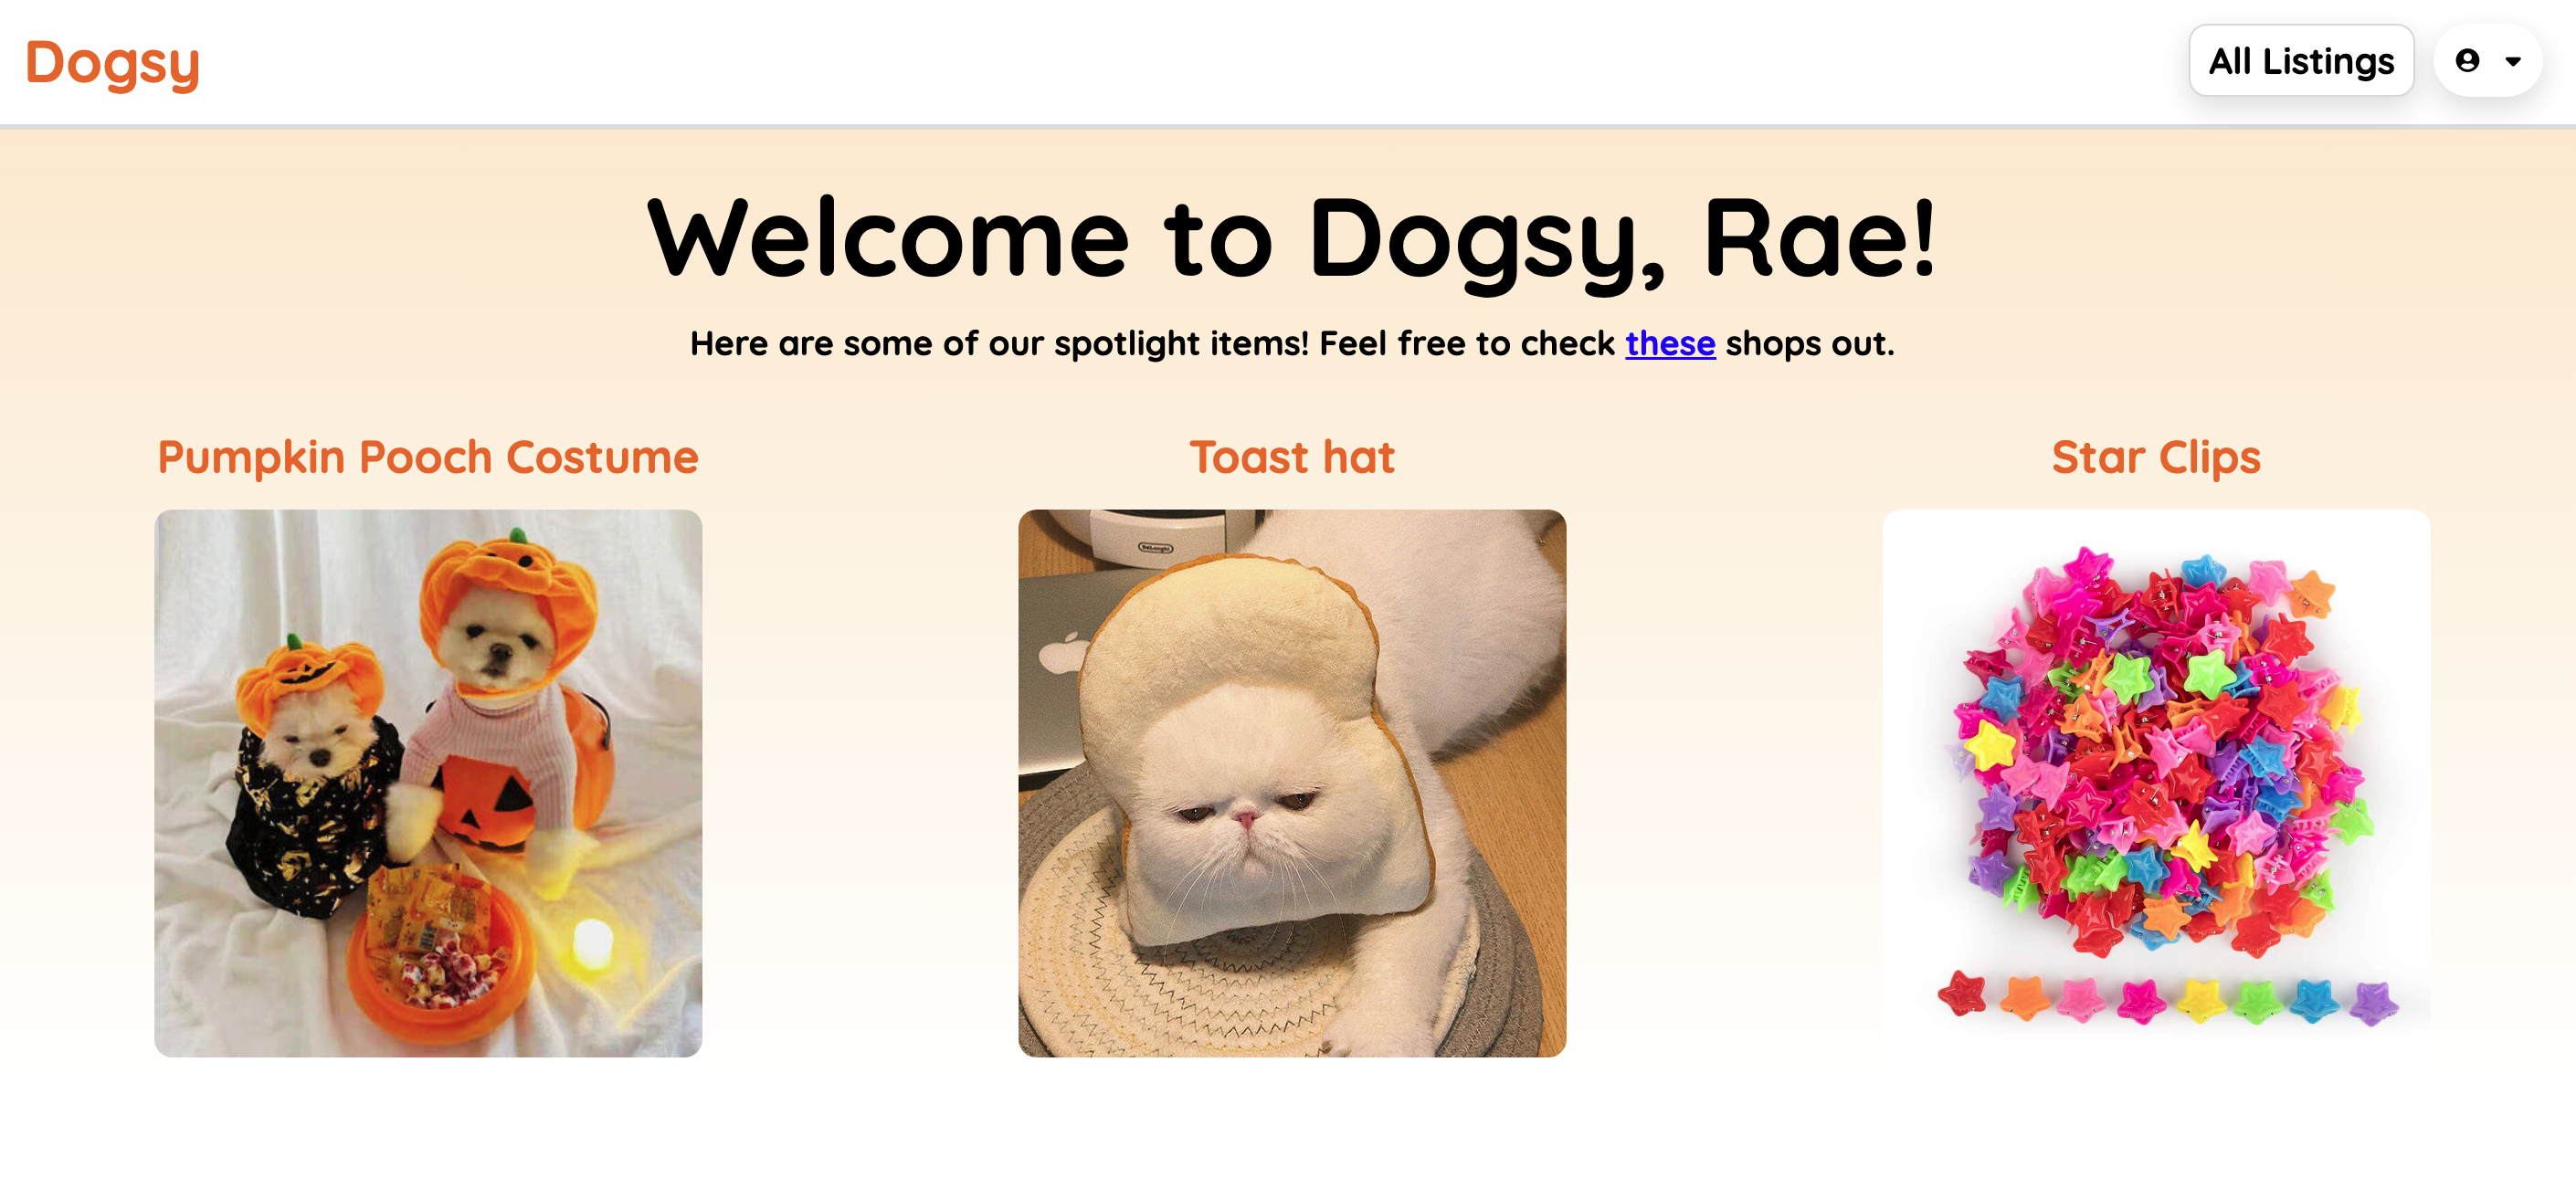 Dogsy
All Listings
Welcome to Dogsy, Rae!
Here are some of our spotlight items! Feel free to check these shops out.
Pumpkin Pooch Costume
Toast hat
Star Clips
DeLonghi